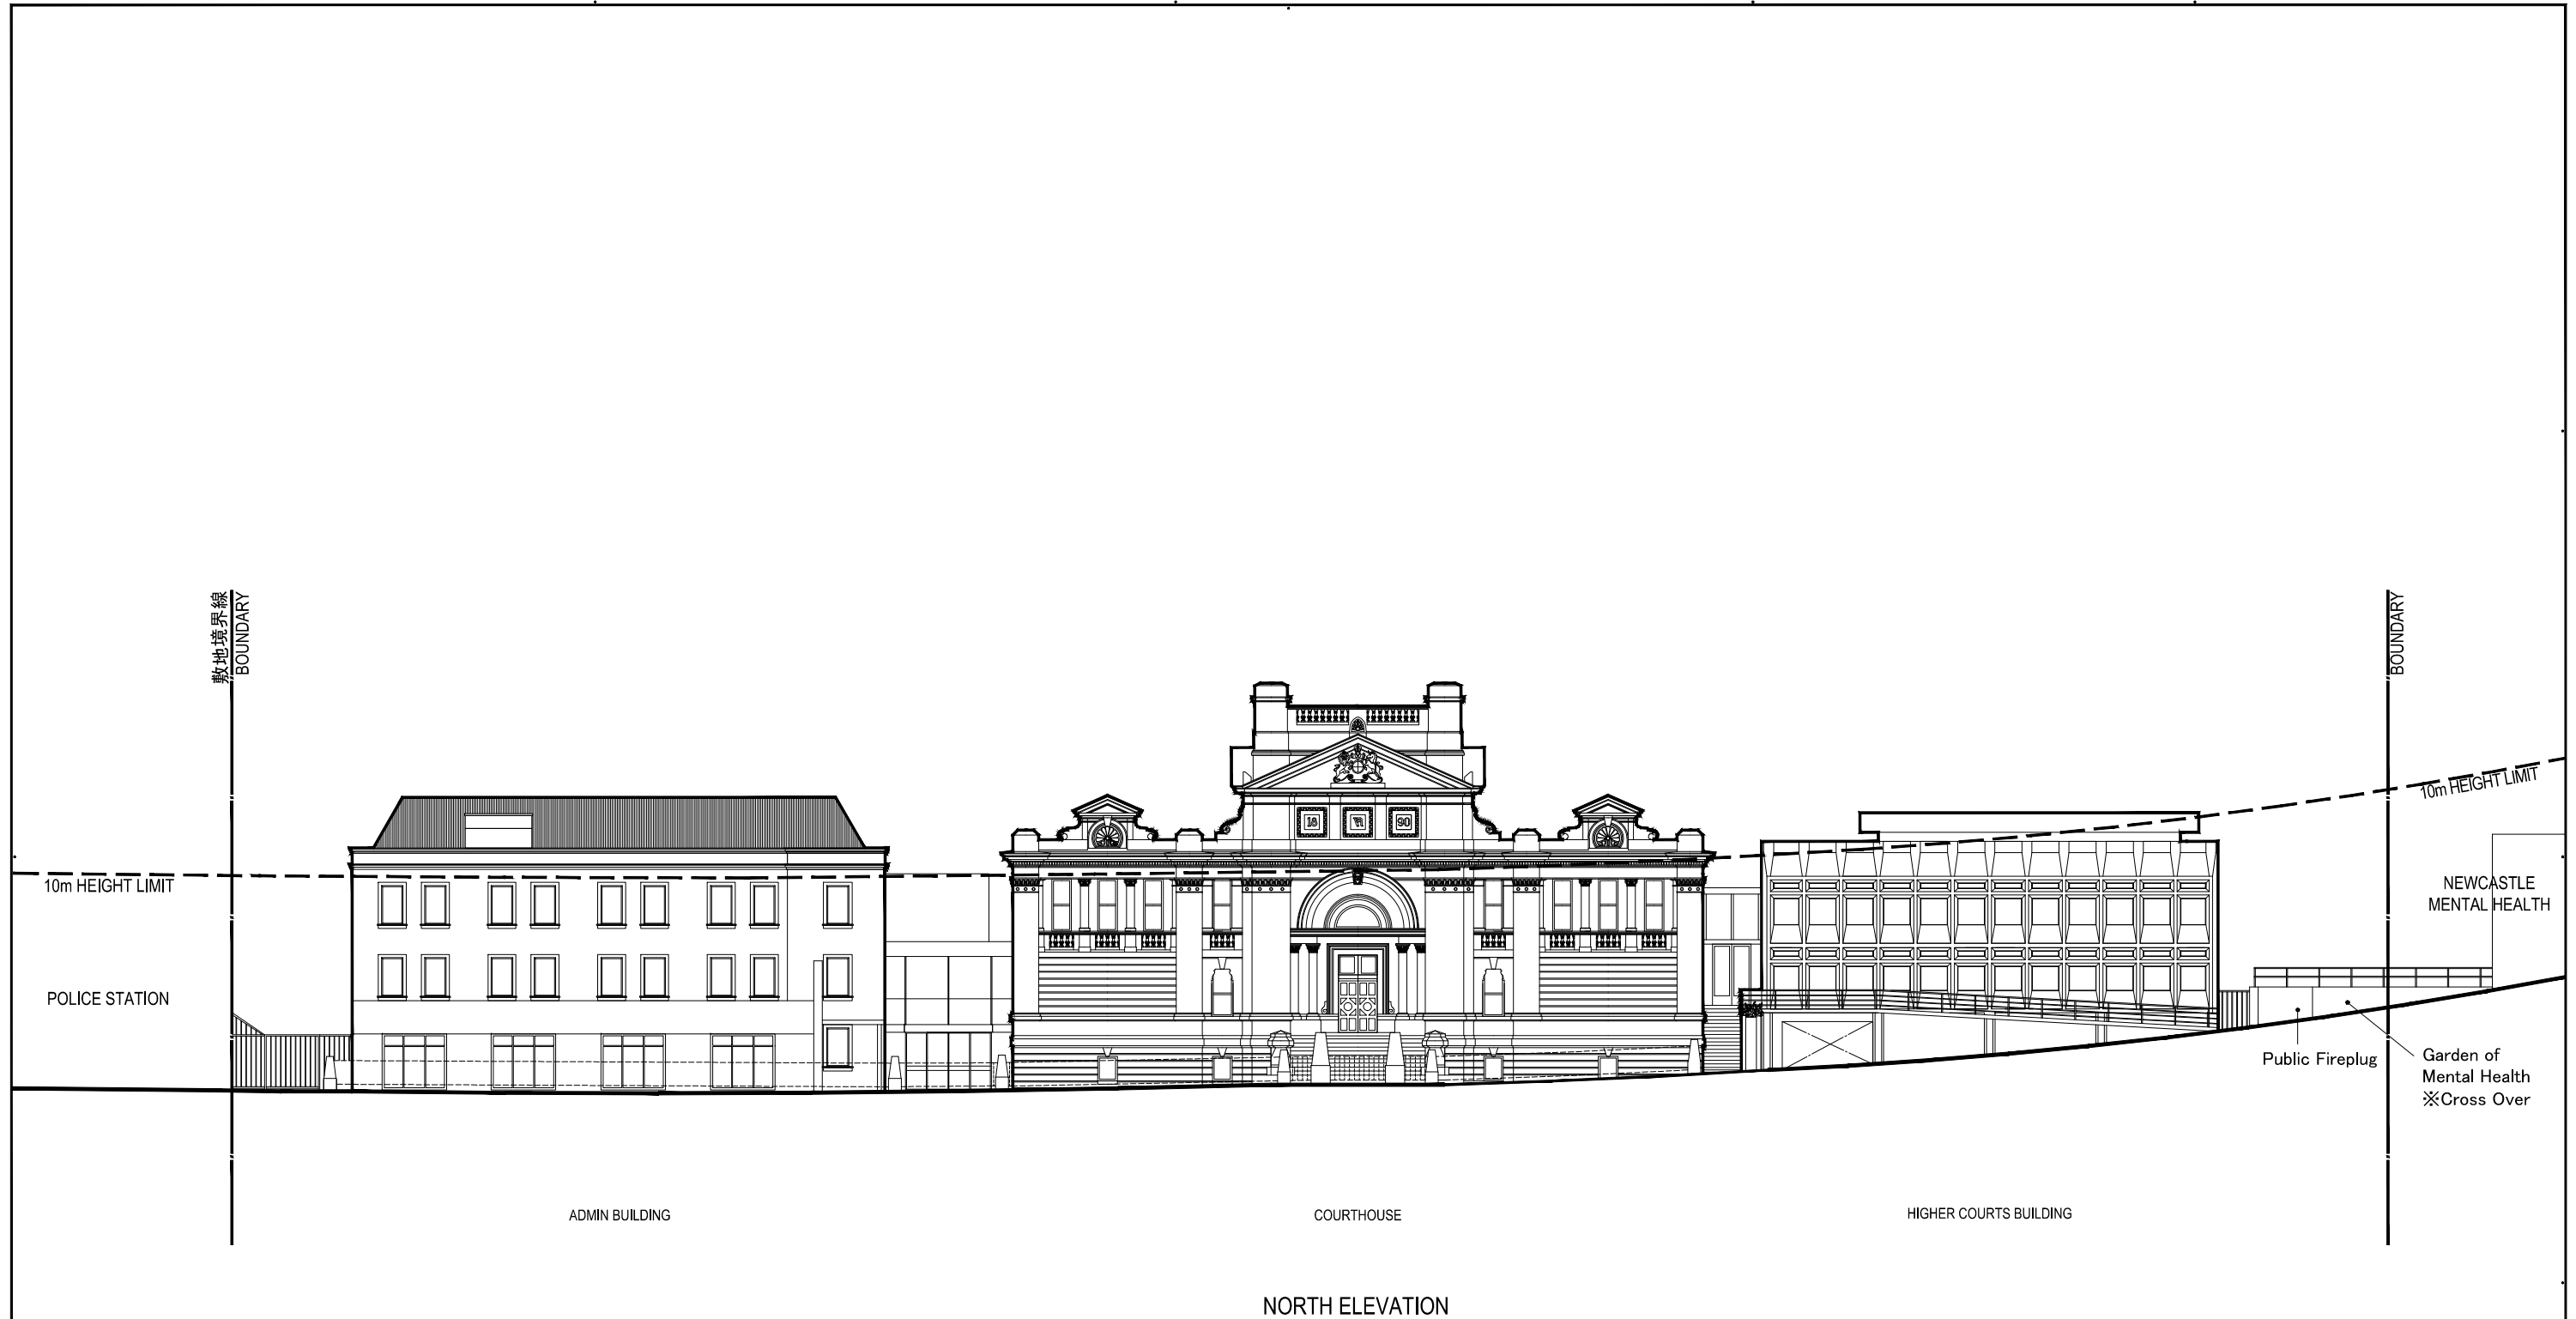 敷地境界線
BOUNDARY
BOUNDARY
10m HEIGHT LIMIT
10m HEIGHT LIMIT
18
VR
90
NEWCASTLE
MENTAL HEALTH
POLICE STATION
Public Fireplug
Garden of
Mental Health
※Cross Over
ADMIN BUILDING
COURTHOUSE
HIGHER COURTS BUILDING
NORTH ELEVATION